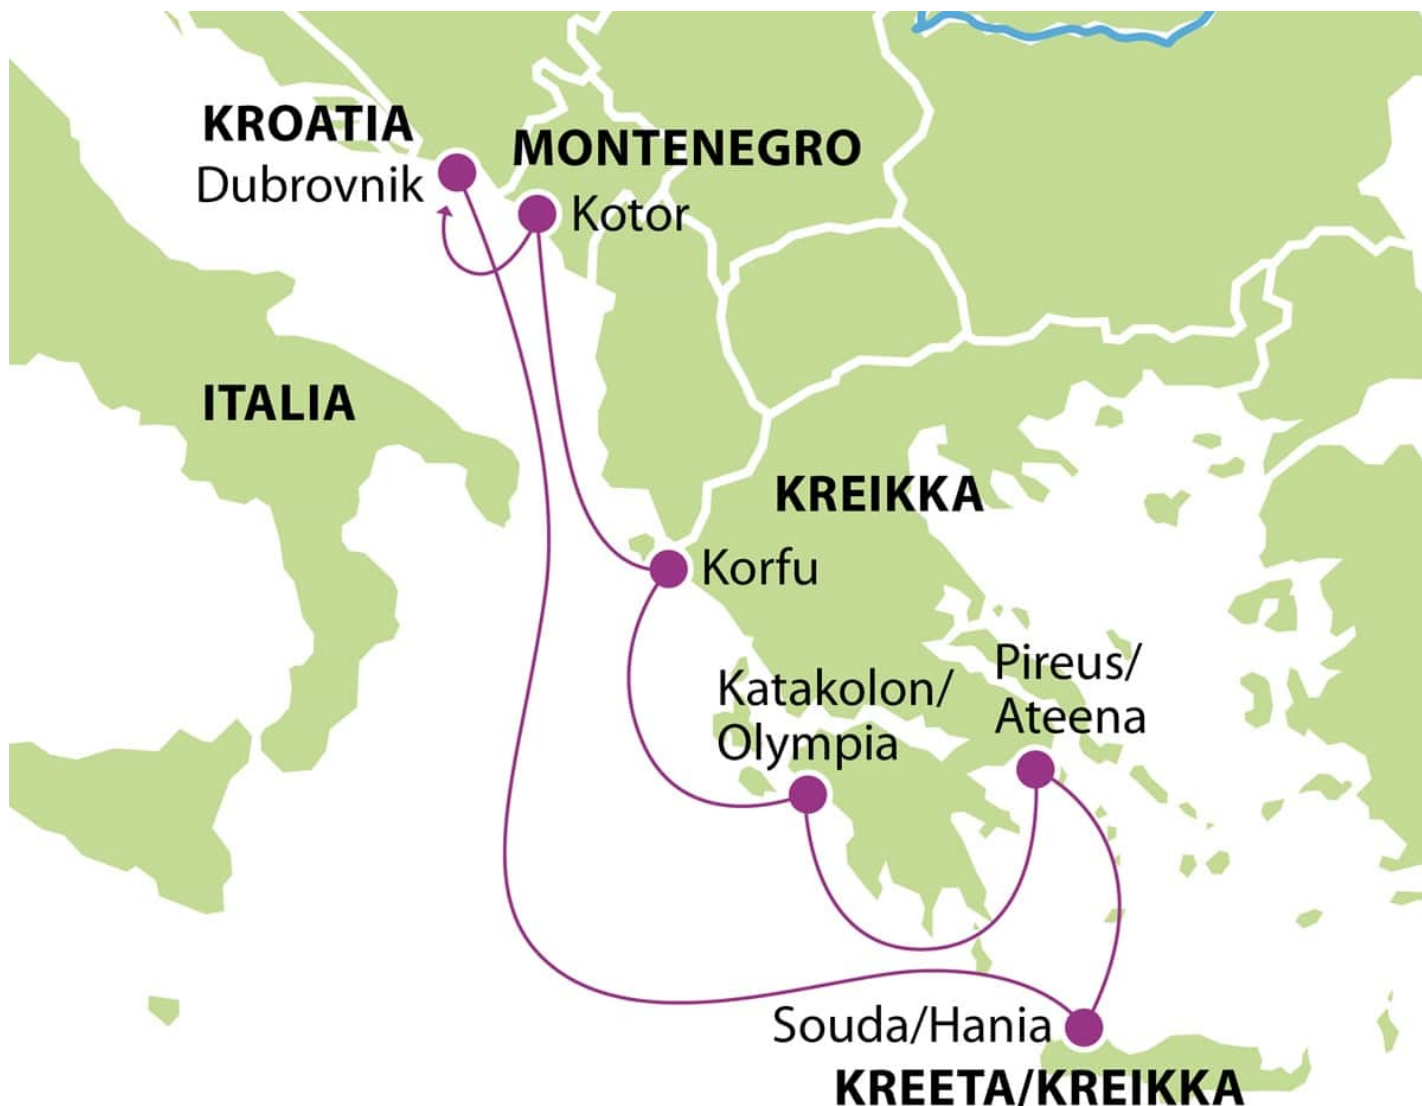 KROATIA
Dubrovnik
MONTENEGRO
Kotor
ITALIA
KREIKKA
Korfu
Pireus/
Ateena
Katakolon/
Olympia
Souda/Hania
KREETA/KREIKKA